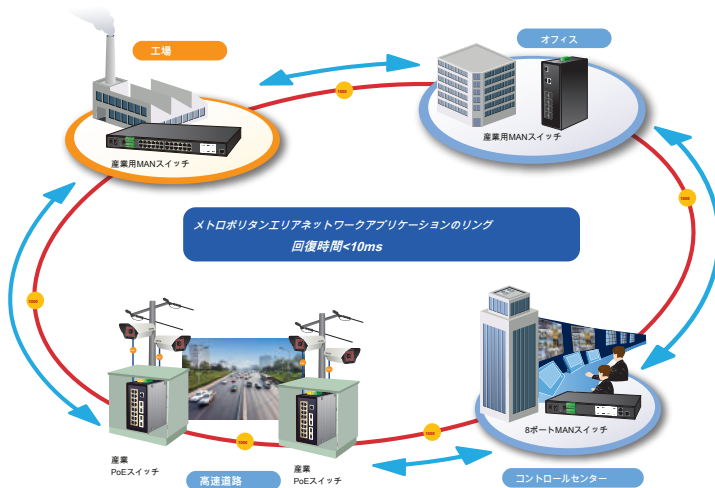 工場
オフィス
1000
産業用MANスイッチ
産業用MANスイッチ
1000
メトロポリタンエリアネットワークアプリケーションのリング
回復時間<10ms
1000
1000
1000
8ポートMANスイッチ
産業
PoEスイッチ
産業
PoEスイッチ
高速道路
コントロールセンター